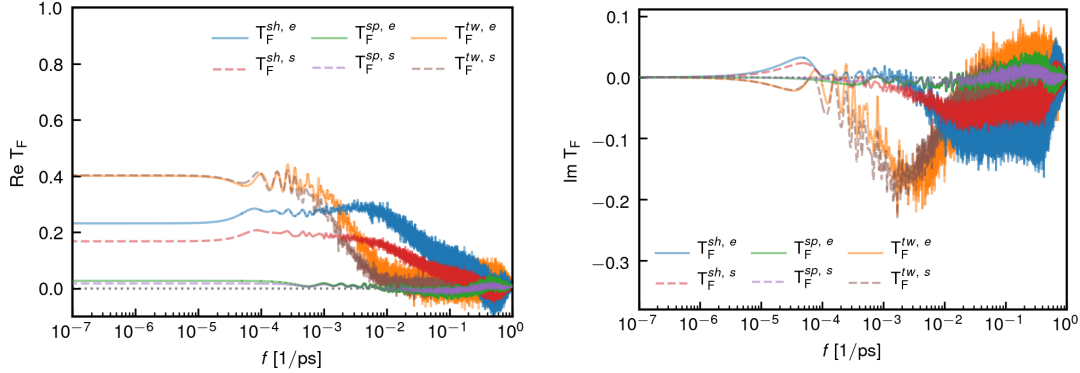 1.0
0.8
0.6
0.4
0.2
0.0
Re T_F
T_F^{sh, e} T_F^{sp, e} T_F^{tw, e}
T_F^{sh, s} T_F^{sp, s} T_F^{tw, s}
10^{−7} 10^{−6} 10^{−5} 10^{−4} 10^{−3} 10^{−2} 10^{−1} 10^{0}
f [1/ps]
0.1
0.0
−0.1
−0.2
−0.3
Im T_F
T_F^{sh, e} T_F^{sp, e} T_F^{tw, e}
T_F^{sh, s} T_F^{sp, s} T_F^{tw, s}
10^{−7} 10^{−6} 10^{−5} 10^{−4} 10^{−3} 10^{−2} 10^{−1} 10^{0}
f [1/ps]